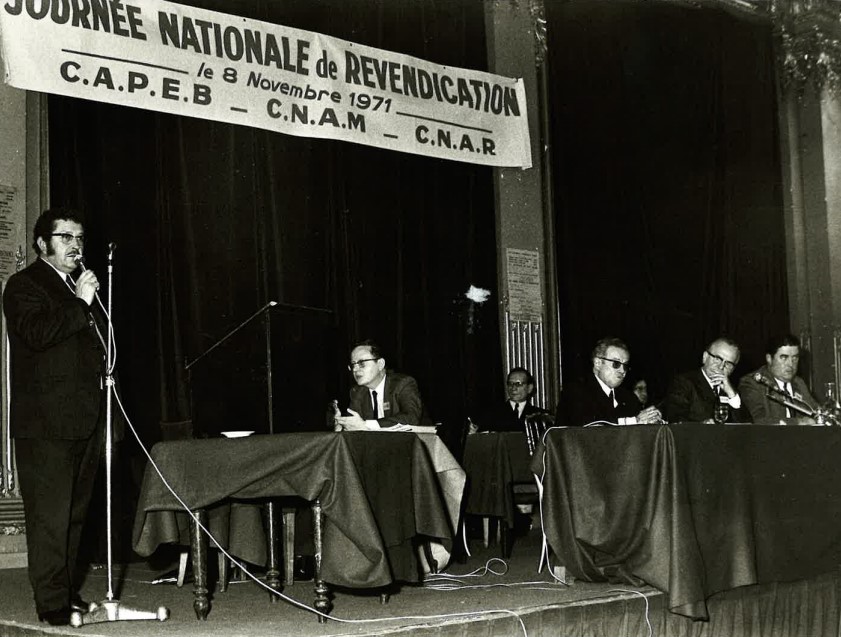 JOURNÉE NATIONALE de REVENDICATION
le 8 Novembre 1971
C.A.P.E.B – C.N.A.M – C.N.A.R